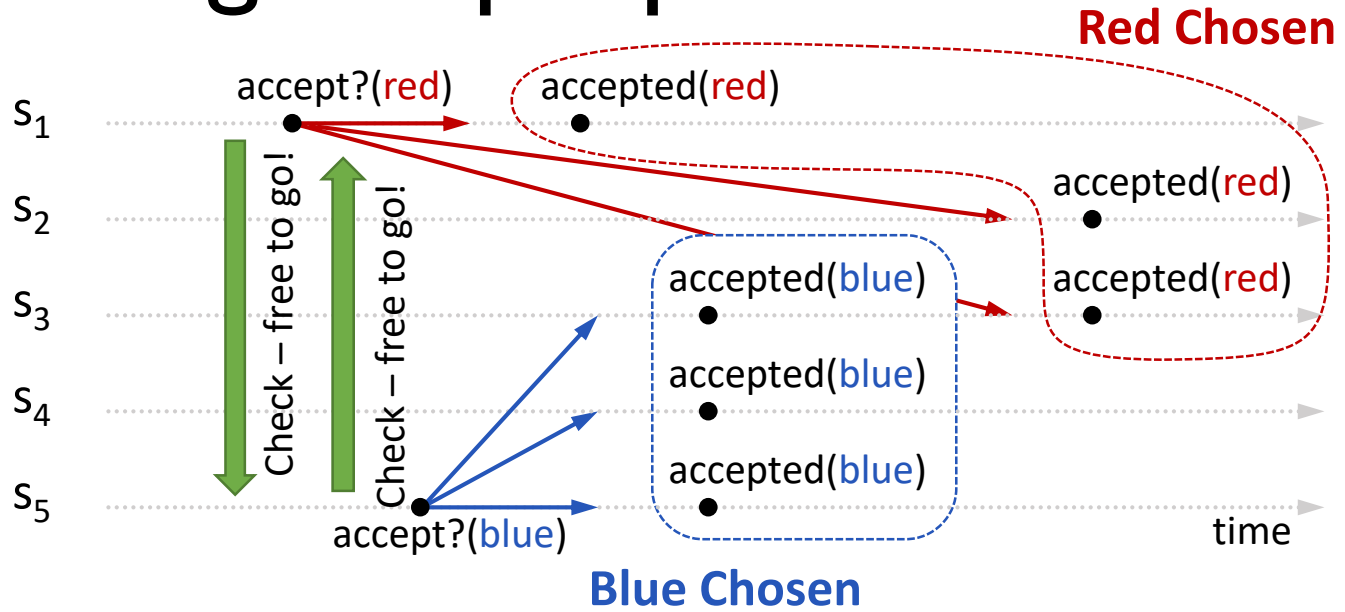 Red Chosen
accept?(red)
accepted(red)
S1
Check – free to go!
Check – free to go!
accepted(red)
S2
accepted(blue)
accepted(red)
S3
accepted(blue)
S4
accepted(blue)
S5
accept?(blue)
time
Blue Chosen